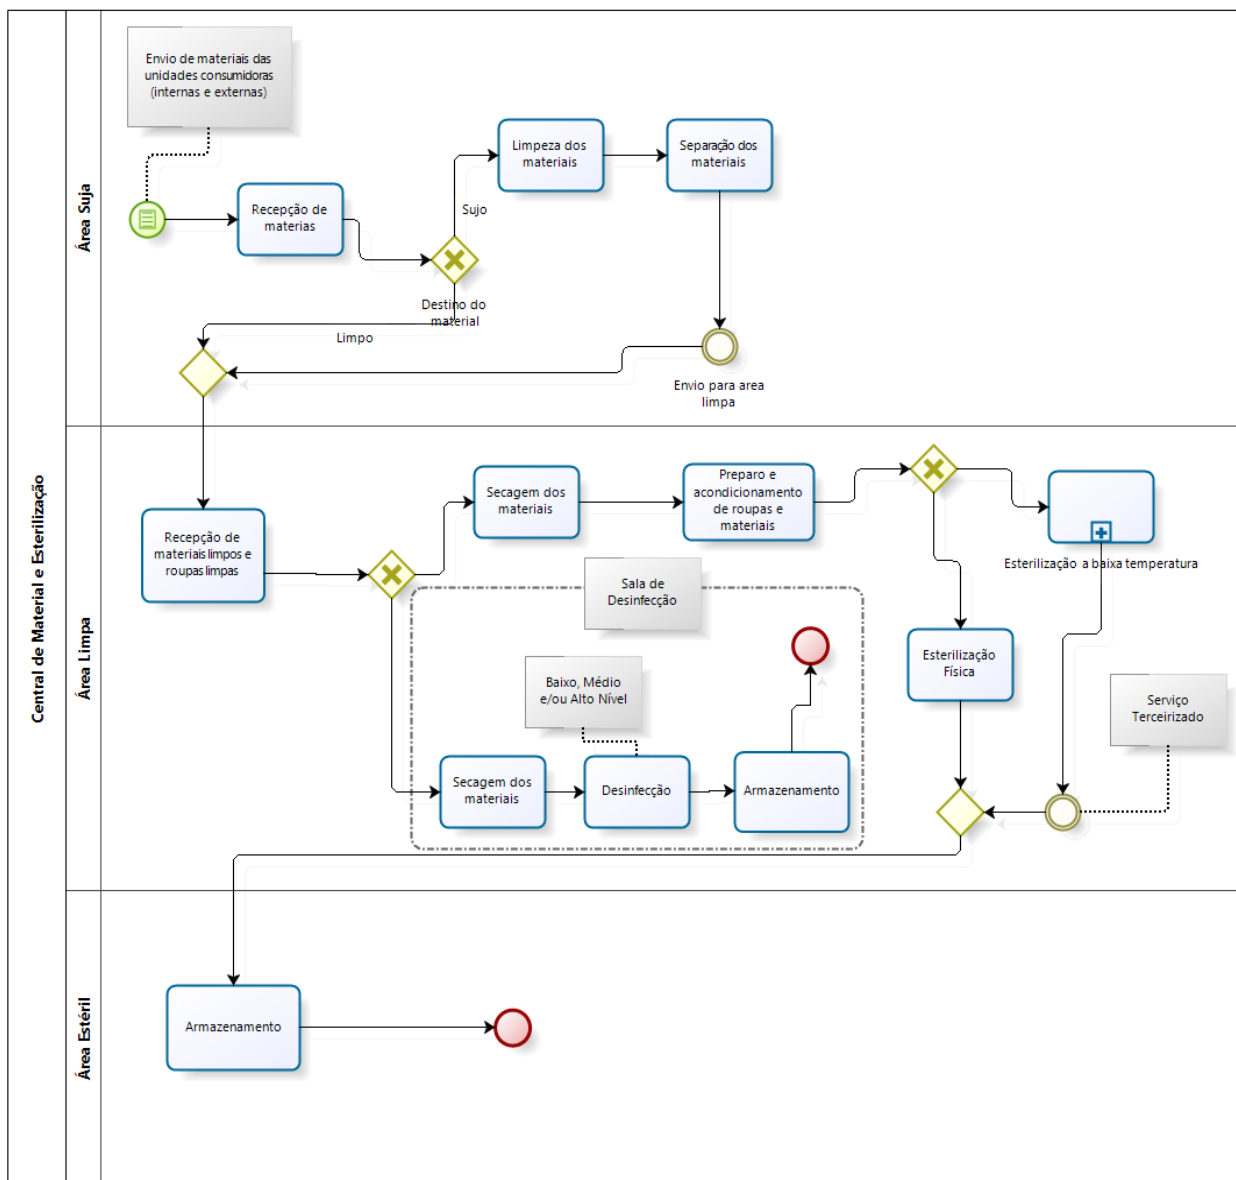 Central de Material e Esterilização
Área Suja
Envio de materiais das
unidades consumidoras
(internas e externas)
Recepção de
materias
Sujo
Destino do
material
Limpo
Limpeza dos
materiais
Separação dos
materiais
Envio para area
limpa
Área Limpa
Recepção de
materiais limpos e
roupas limpas
Secagem dos
materiais
Preparo e
acondicionamento
de roupas e
materiais
Esterilização a baixa temperatura
Sala de
Desinfecção
Baixo, Médio
e/ou Alto Nível
Secagem dos
materiais
Desinfecção
Armazenamento
Esterilização
Física
Serviço
Terceirizado
Área Estéril
Armazenamento